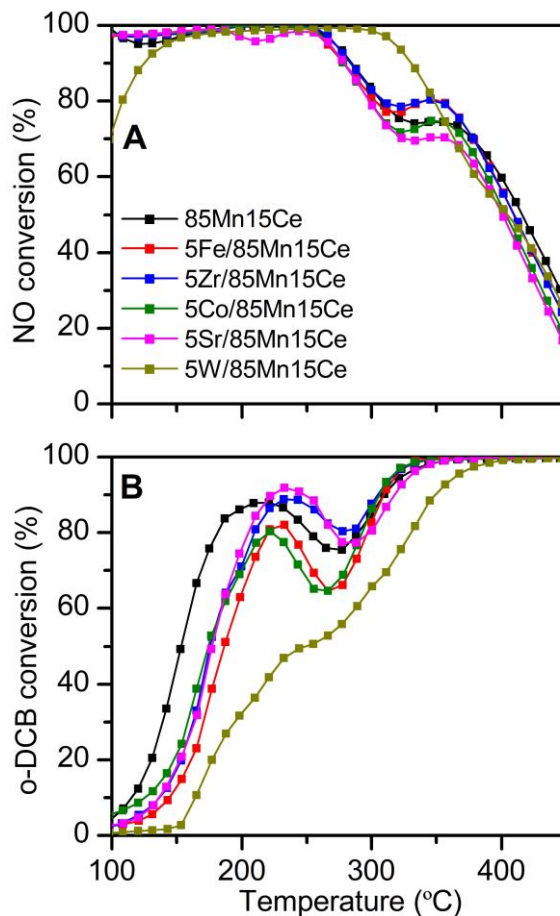 100
80
60
40
20
0
NO conversion (%)
A
85Mn15Ce
5Fe/85Mn15Ce
5Zr/85Mn15Ce
5Co/85Mn15Ce
5Sr/85Mn15Ce
5W/85Mn15Ce
100
80
60
40
20
0
o-DCB conversion (%)
B
100 200 300 400
Temperature (°C)